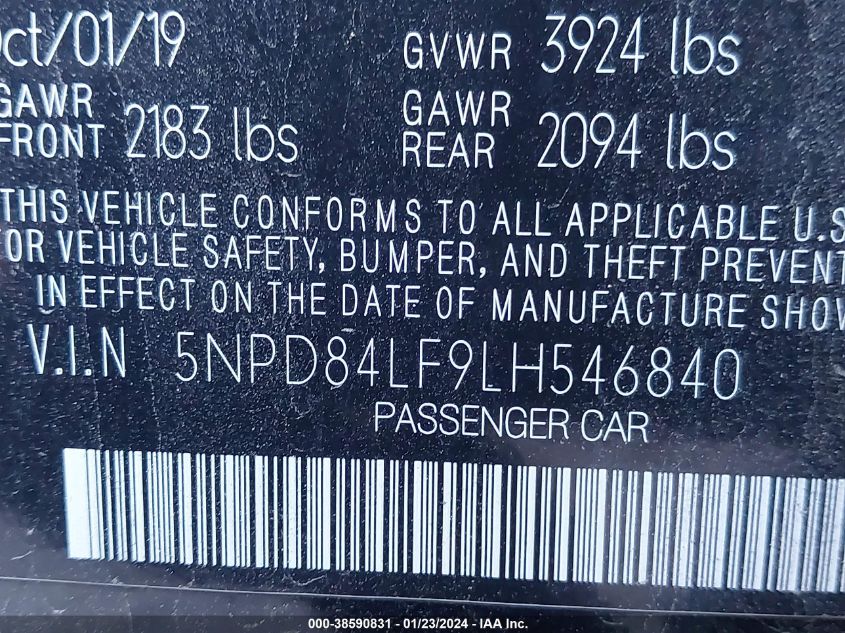 Oct/01/19 GVWR 3924 lbs
GAWR FRONT 2183 lbs GAWR REAR 2094 lbs
THIS VEHICLE CONFORMS TO ALL APPLICABLE U.S
FOR VEHICLE SAFETY, BUMPER, AND THEFT PREVENT
IN EFFECT ON THE DATE OF MANUFACTURE SHOW
V.I.N 5NPD84LF9LH546840
PASSENGER CAR
000-38590831 - 01/23/2024 - IAA Inc.